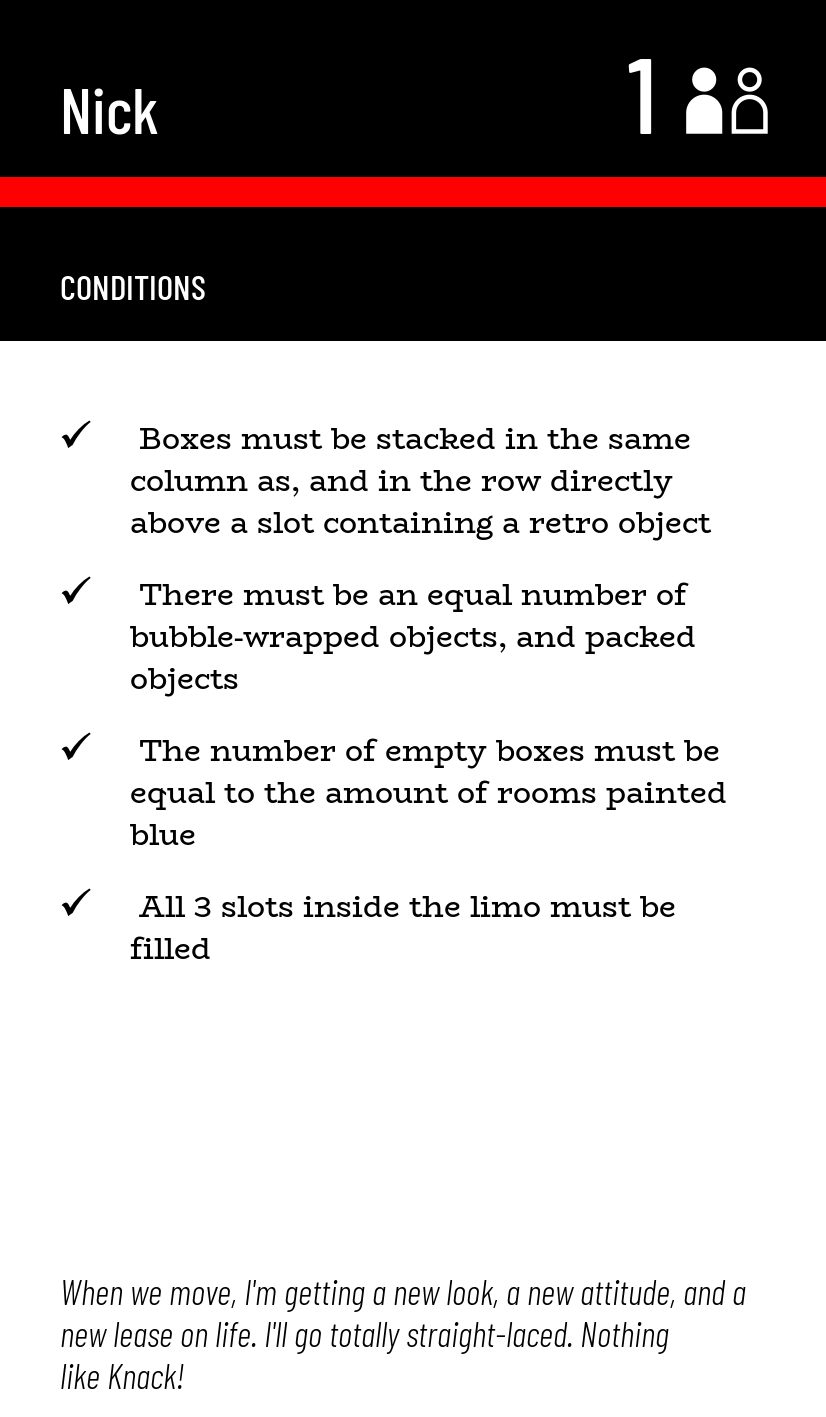 Nick
1
CONDITIONS
✓ Boxes must be stacked in the same
column as, and in the row directly
above a slot containing a retro object
✓ There must be an equal number of
bubble-wrapped objects, and packed
objects
✓ The number of empty boxes must be
equal to the amount of rooms painted
blue
✓ All 3 slots inside the limo must be
filled
When we move, I'm getting a new look, a new attitude, and a
new lease on life. I'll go totally straight-laced. Nothing
like Knack!